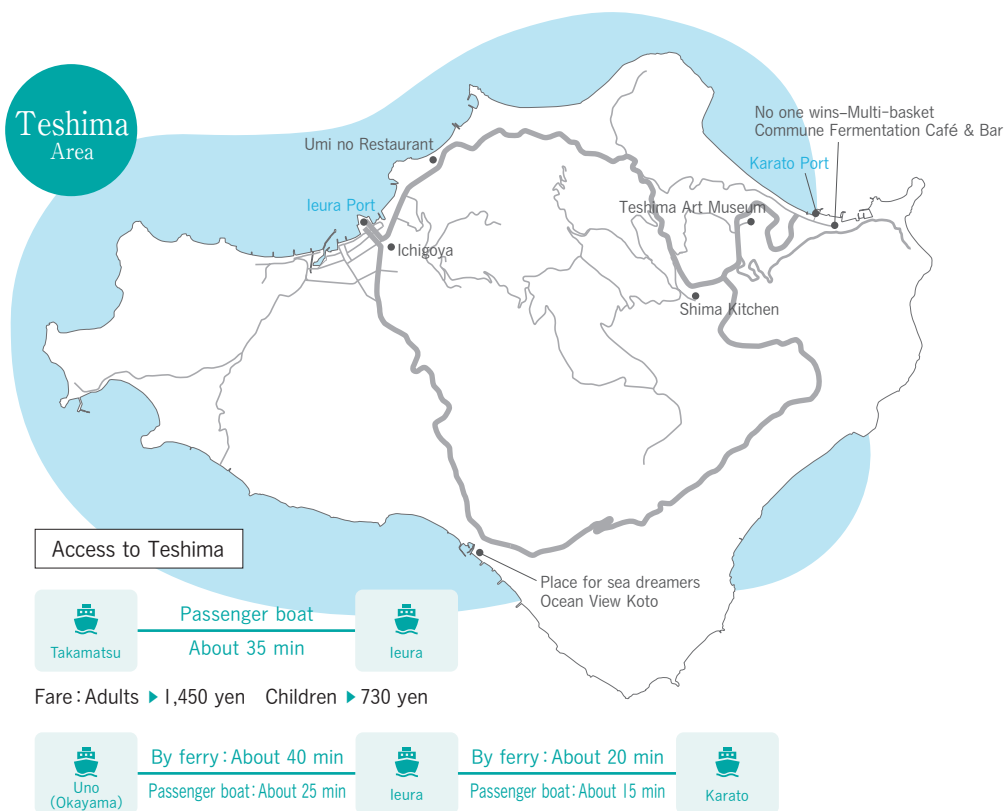 Teshima
Area
No one wins–Multi-basket
Commune Fermentation Café & Bar
Umi no Restaurant
Karato Port
Ieura Port
Teshima Art Museum
Ichigoya
Shima Kitchen
Access to Teshima
Place for sea dreamers
Ocean View Koto
Takamatsu
Passenger boat
About 35 min
Ieura
Fare : Adults ▶ 1,450 yen Children ▶ 730 yen
Uno
(Okayama)
By ferry : About 40 min
Passenger boat : About 25 min
Ieura
By ferry : About 20 min
Passenger boat : About 15 min
Karato